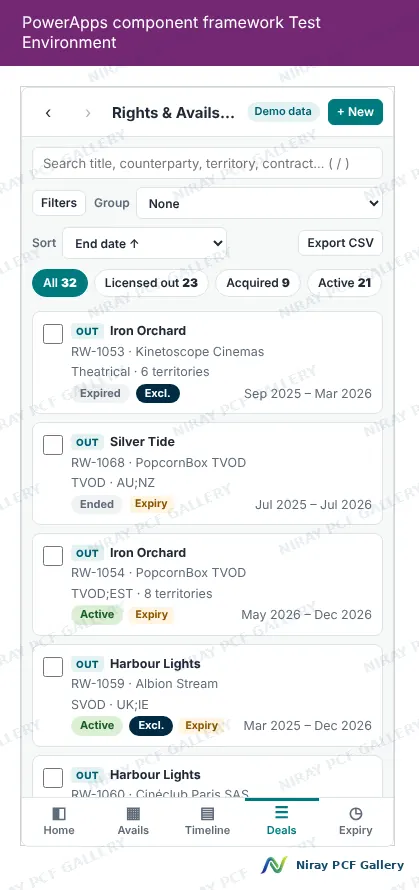 PowerApps component framework Test
Environment
‹ › Rights & Avails... Demo data + New
Search title, counterparty, territory, contract... ( / )
Filters Group None
Sort End date ↑ Export CSV
All 32 Licensed out 23 Acquired 9 Active 21
OUT Iron Orchard
RW-1053 · Kinetoscope Cinemas
Theatrical · 6 territories
Expired Excl. Sep 2025 – Mar 2026
OUT Silver Tide
RW-1068 · PopcornBox TVOD
TVOD · AU;NZ
Ended Expiry Jul 2025 – Jul 2026
OUT Iron Orchard
RW-1054 · PopcornBox TVOD
TVOD;EST · 8 territories
Active Expiry May 2026 – Dec 2026
OUT Harbour Lights
RW-1059 · Albion Stream
SVOD · UK;IE
Active Excl. Expiry Mar 2026 – Dec 2026
OUT Harbour Lights
RW-1060 · Cinéclub Paris SAS
Home Avails Timeline Deals Expiry
Niray PCF Gallery
NIRAY PCF GALLERY